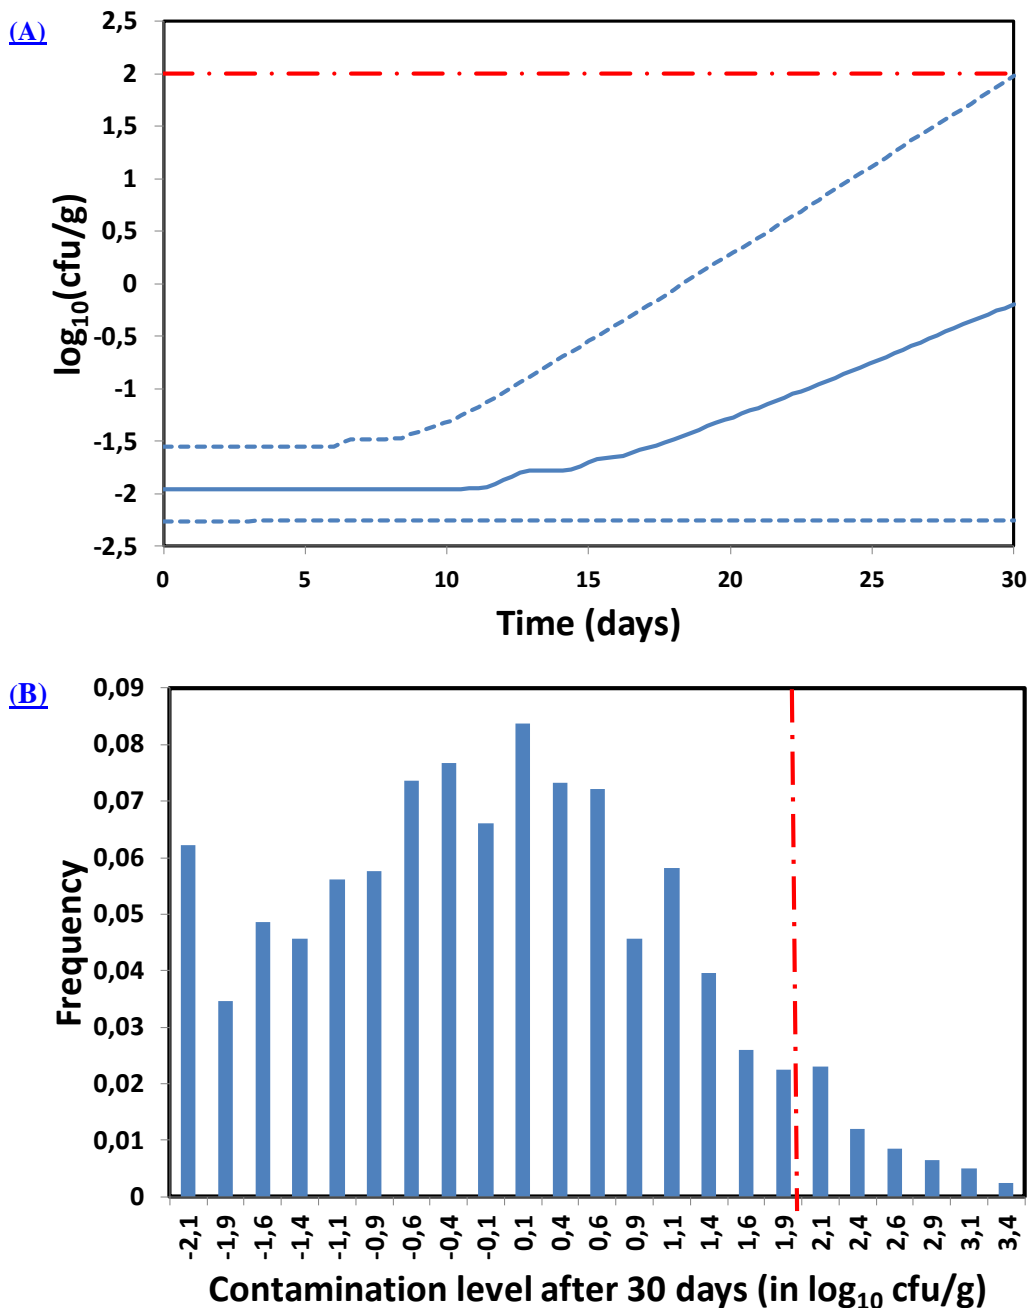 (A)
2,5
2
1,5
1
0,5
0
-0,5
-1
-1,5
-2
-2,5
log10(cfu/g)
0 5 10 15 20 25 30
Time (days)
(B)
0,09
0,08
0,07
0,06
0,05
0,04
0,03
0,02
0,01
0
Frequency
-2,1 -1,9 -1,6 -1,4 -1,1 -0,9 -0,6 -0,4 -0,1 0,1 0,4 0,6 0,9 1,1 1,4 1,6 1,9 2,1 2,4 2,6 2,9 3,1 3,4
Contamination level after 30 days (in log10 cfu/g)